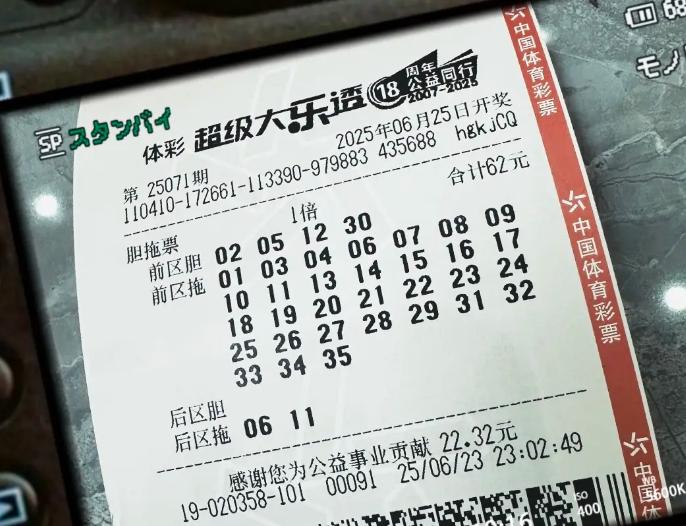 SP スタンバイ
体彩 超级大乐透 18 周年 公益同行 2007-2025
2025年06月25日开奖
第 25071期
110410-172661-113390-979883 435688 hgkjCQ
合计62元
胆拖票 1倍
前区胆 02 05 12 30
前区拖 01 03 04 06 07 08 09
10 11 13 14 15 16 17
18 19 20 21 22 23 24
25 26 27 28 29 31 32
33 34 35
后区胆
后区拖 06 11
感谢您为公益事业贡献 22.32元
19-020358-101 00091 25/06/23 23:02:49
中国体育彩票
中国体育彩票
中国体
68
モノ
WB
5600K
ISO
400